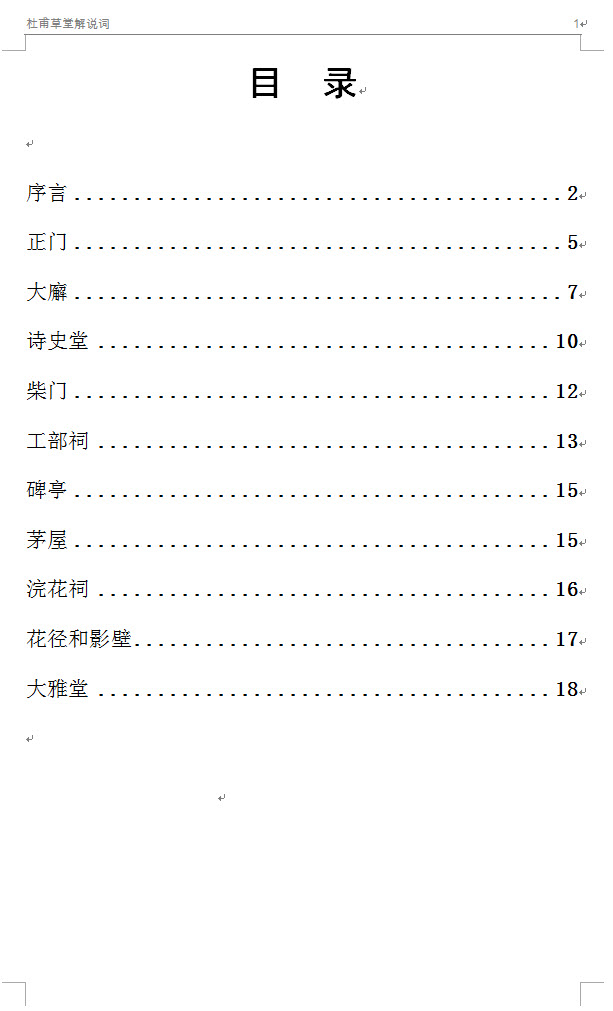 杜甫草堂解说词 1
目 录
序言 ........................................ 2
正门 ........................................ 5
大廨 ........................................ 7
诗史堂 ..................................... 10
柴门 ....................................... 12
工部祠 ..................................... 13
碑亭 ....................................... 15
茅屋 ....................................... 15
浣花祠 ..................................... 16
花径和影壁.................................. 17
大雅堂 ..................................... 18